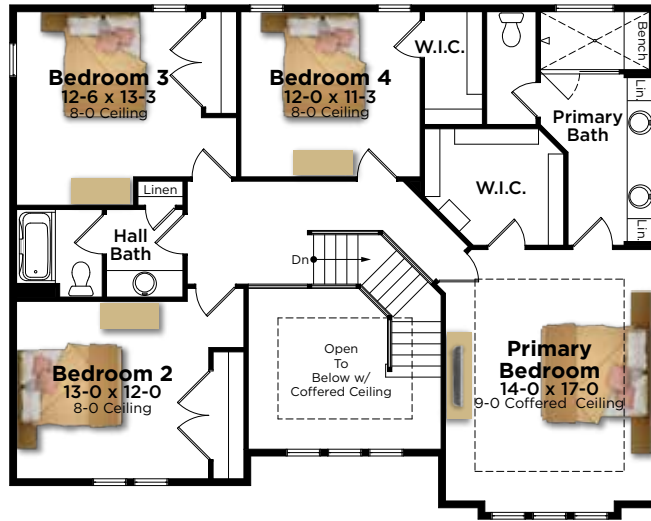 Bedroom 3
12-6 x 13-3
8-0 Ceiling
Bedroom 4
12-0 x 11-3
8-0 Ceiling
W.I.C.
Bench
Lin.
Primary
Bath
W.I.C.
Lin.
Linen
Hall
Bath
Dn
Bedroom 2
13-0 x 12-0
8-0 Ceiling
Open
To
Below w/
Coffered Ceiling
Primary
Bedroom
14-0 x 17-0
9-0 Coffered Ceiling